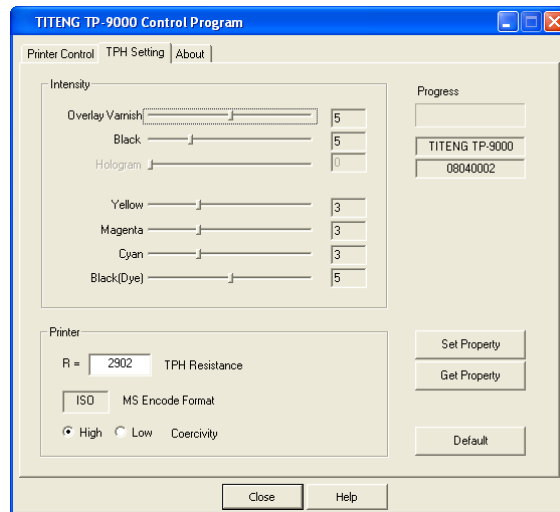 TITENG TP-9000 Control Program
Printer Control TPH Setting About
Intensity
Overlay Varnish 5
Black 5
Hologram 0
Yellow 3
Magenta 3
Cyan 3
Black(Dye) 5
Progress
TITENG TP-9000
08040002
Printer
R = 2902 TPH Resistance
ISO MS Encode Format
High Low Coercivity
Set Property
Get Property
Default
Close Help